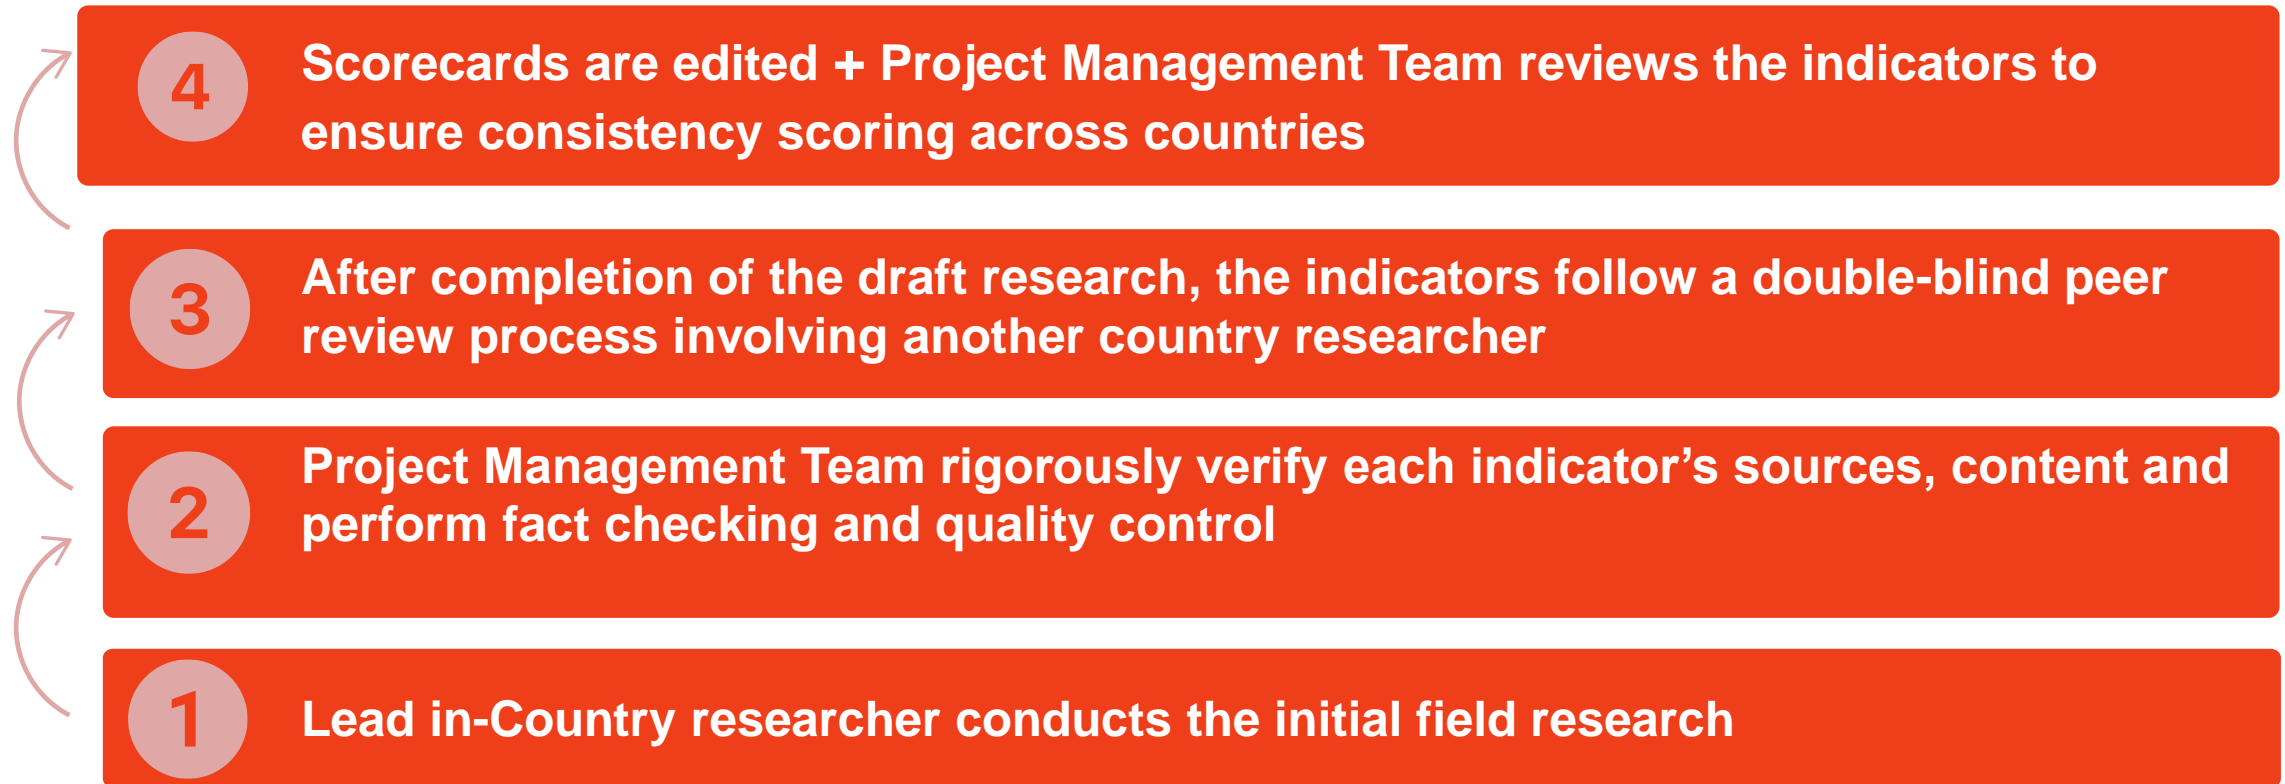 4
Scorecards are edited + Project Management Team reviews the indicators to
ensure consistency scoring across countries
3
After completion of the draft research, the indicators follow a double-blind peer
review process involving another country researcher
2
Project Management Team rigorously verify each indicator’s sources, content and
perform fact checking and quality control
1
Lead in-Country researcher conducts the initial field research